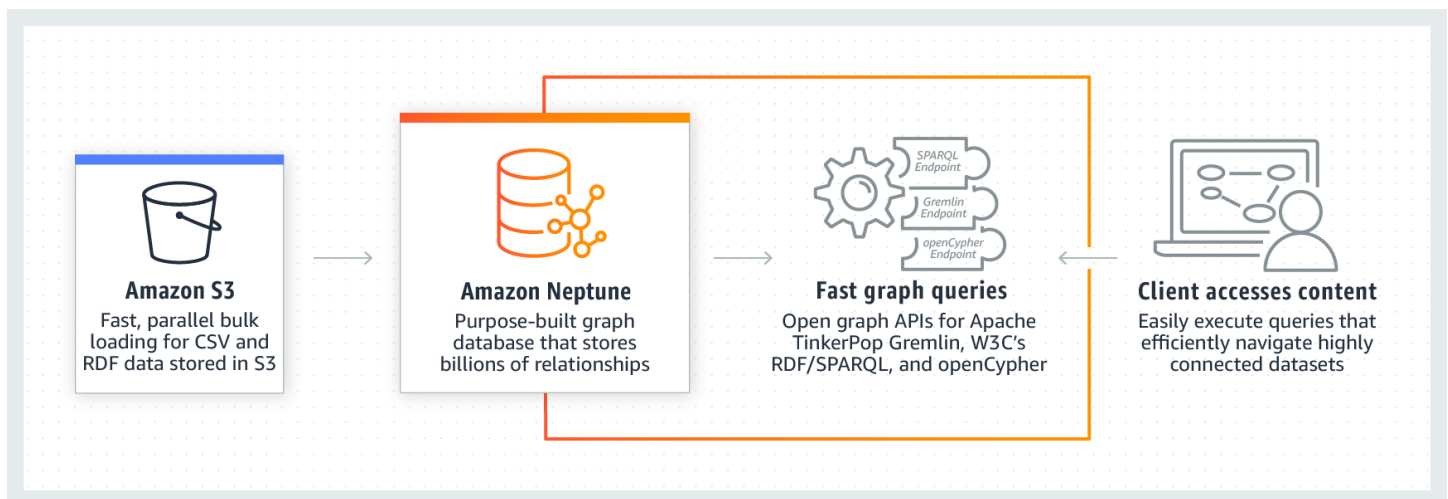 Amazon S3
Fast, parallel bulk
loading for CSV and
RDF data stored in S3
Amazon Neptune
Purpose-built graph
database that stores
billions of relationships
SPARQL
Endpoint
Gremlin
Endpoint
openCypher
Endpoint
Fast graph queries
Open graph APIs for Apache
TinkerPop Gremlin, W3C's
RDF/SPARQL, and openCypher
Client accesses content
Easily execute queries that
efficiently navigate highly
connected datasets